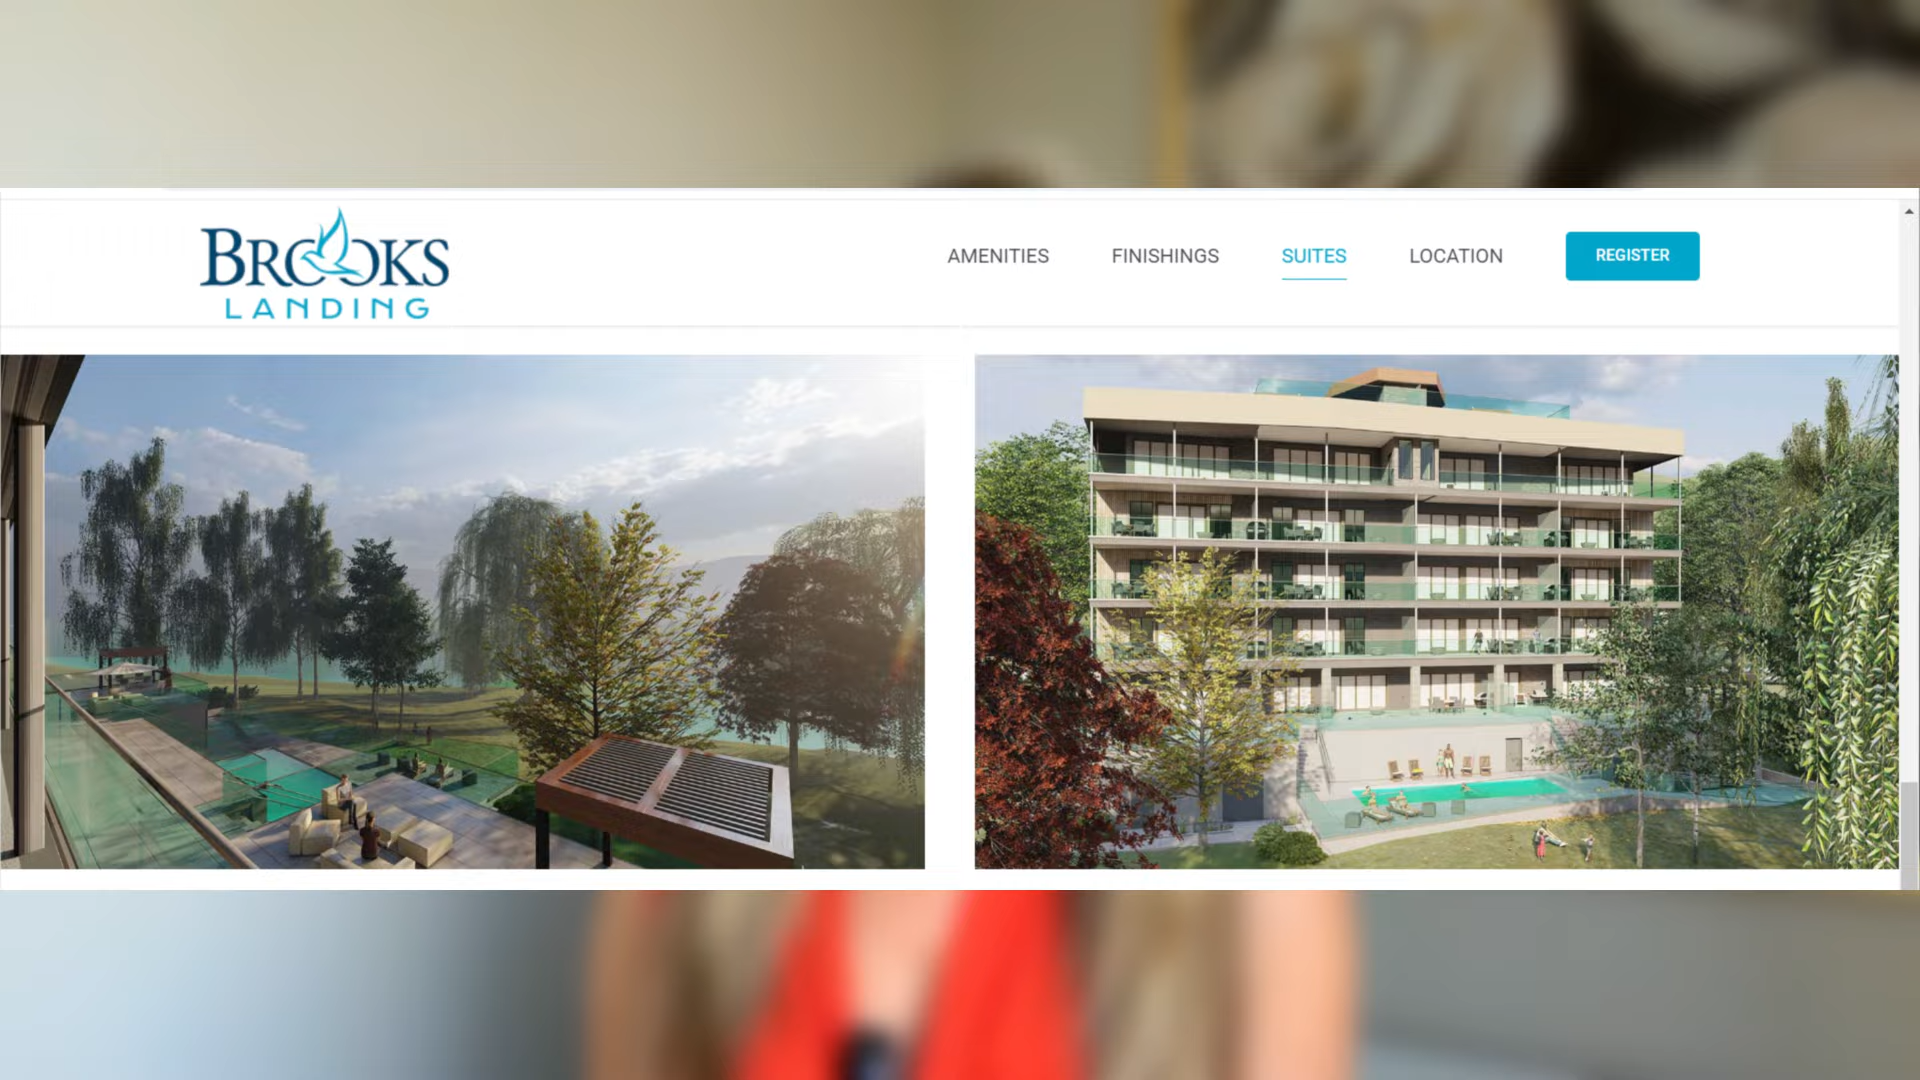 BROOKS
LANDING
AMENITIES
FINISHINGS
SUITES
LOCATION
REGISTER